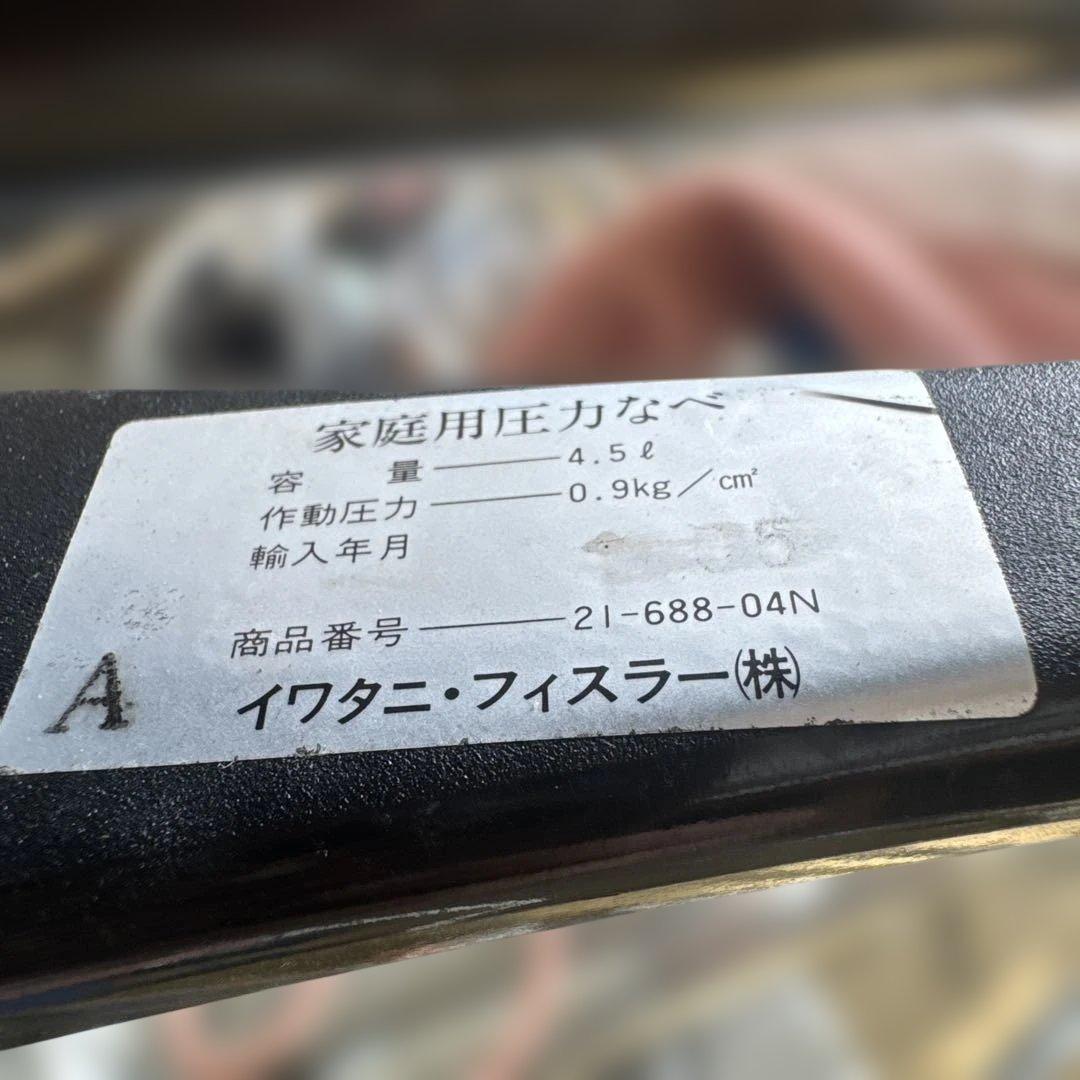 家庭用圧力なべ
容量 4.5ℓ
作動圧力 0.9kg/cm²
輸入年月
商品番号 21-688-04N
イワタニ・フィスラー(株)
A